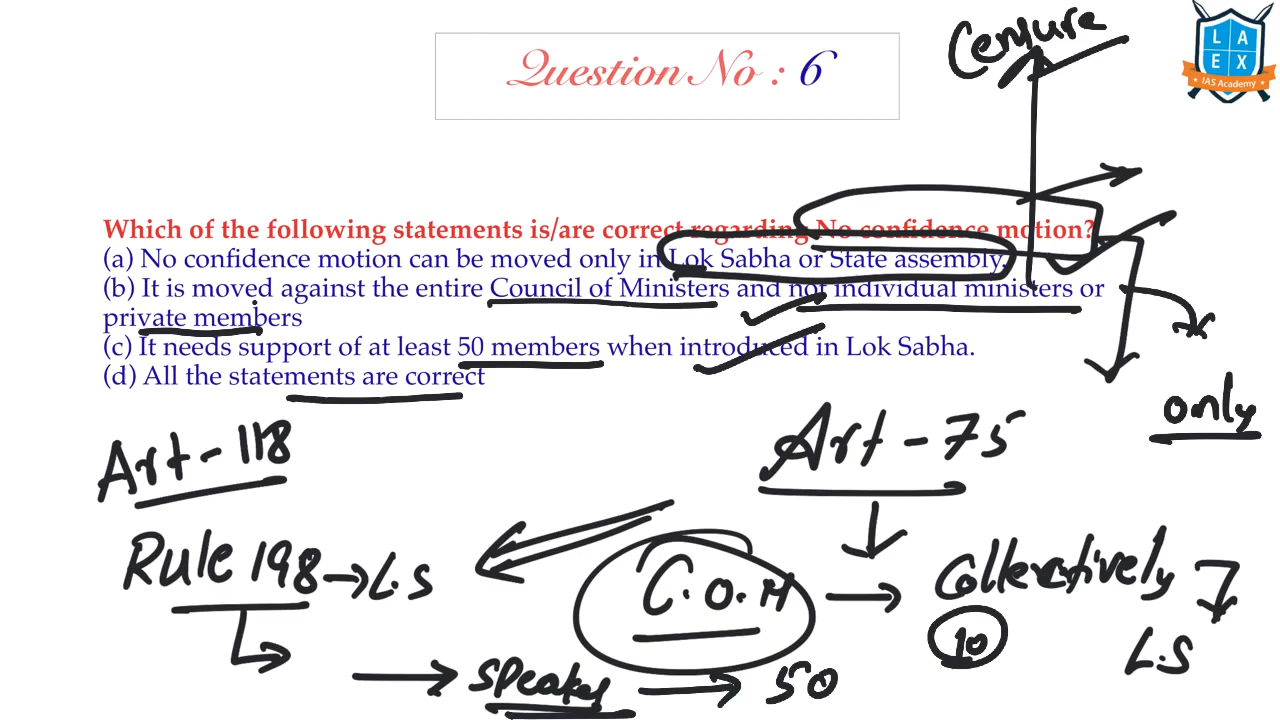 Censure
L A
E X
IAS Academy
Question No : 6
Which of the following statements is/are correct regarding No confidence motion?
(a) No confidence motion can be moved only in Lok Sabha or State assembly.
(b) It is moved against the entire Council of Ministers and not individual ministers or
private members
(c) It needs support of at least 50 members when introduced in Lok Sabha.
(d) All the statements are correct
only
Art - 118
Art - 75
Rule 198 → L.S
C.O.M → Collectively
10
L.S
→ Speaker → 50